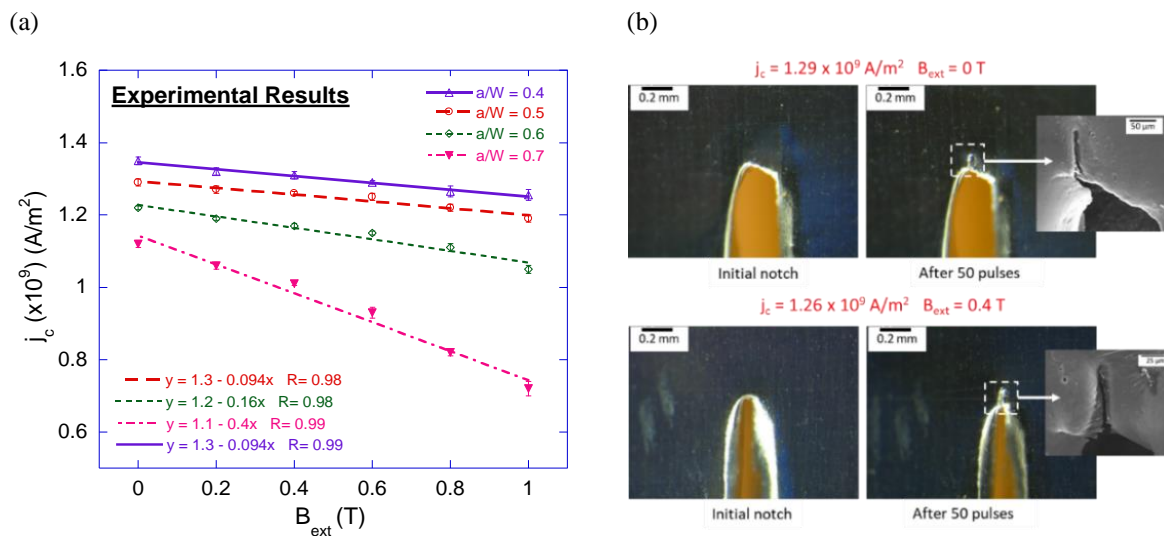 (a)
1.6
1.4
1.2
1
0.8
0.6
j_c (x10^9) (A/m^2)
Experimental Results
a/W = 0.4
a/W = 0.5
a/W = 0.6
a/W = 0.7
y = 1.3 - 0.094x R= 0.98
y = 1.2 - 0.16x R= 0.98
y = 1.1 - 0.4x R= 0.99
y = 1.3 - 0.094x R= 0.99
0 0.2 0.4 0.6 0.8 1
B_ext (T)
(b)
j_c = 1.29 x 10^9 A/m^2 B_ext = 0 T
0.2 mm
0.2 mm
50 µm
Initial notch
After 50 pulses
j_c = 1.26 x 10^9 A/m^2 B_ext = 0.4 T
0.2 mm
0.2 mm
25 µm
Initial notch
After 50 pulses